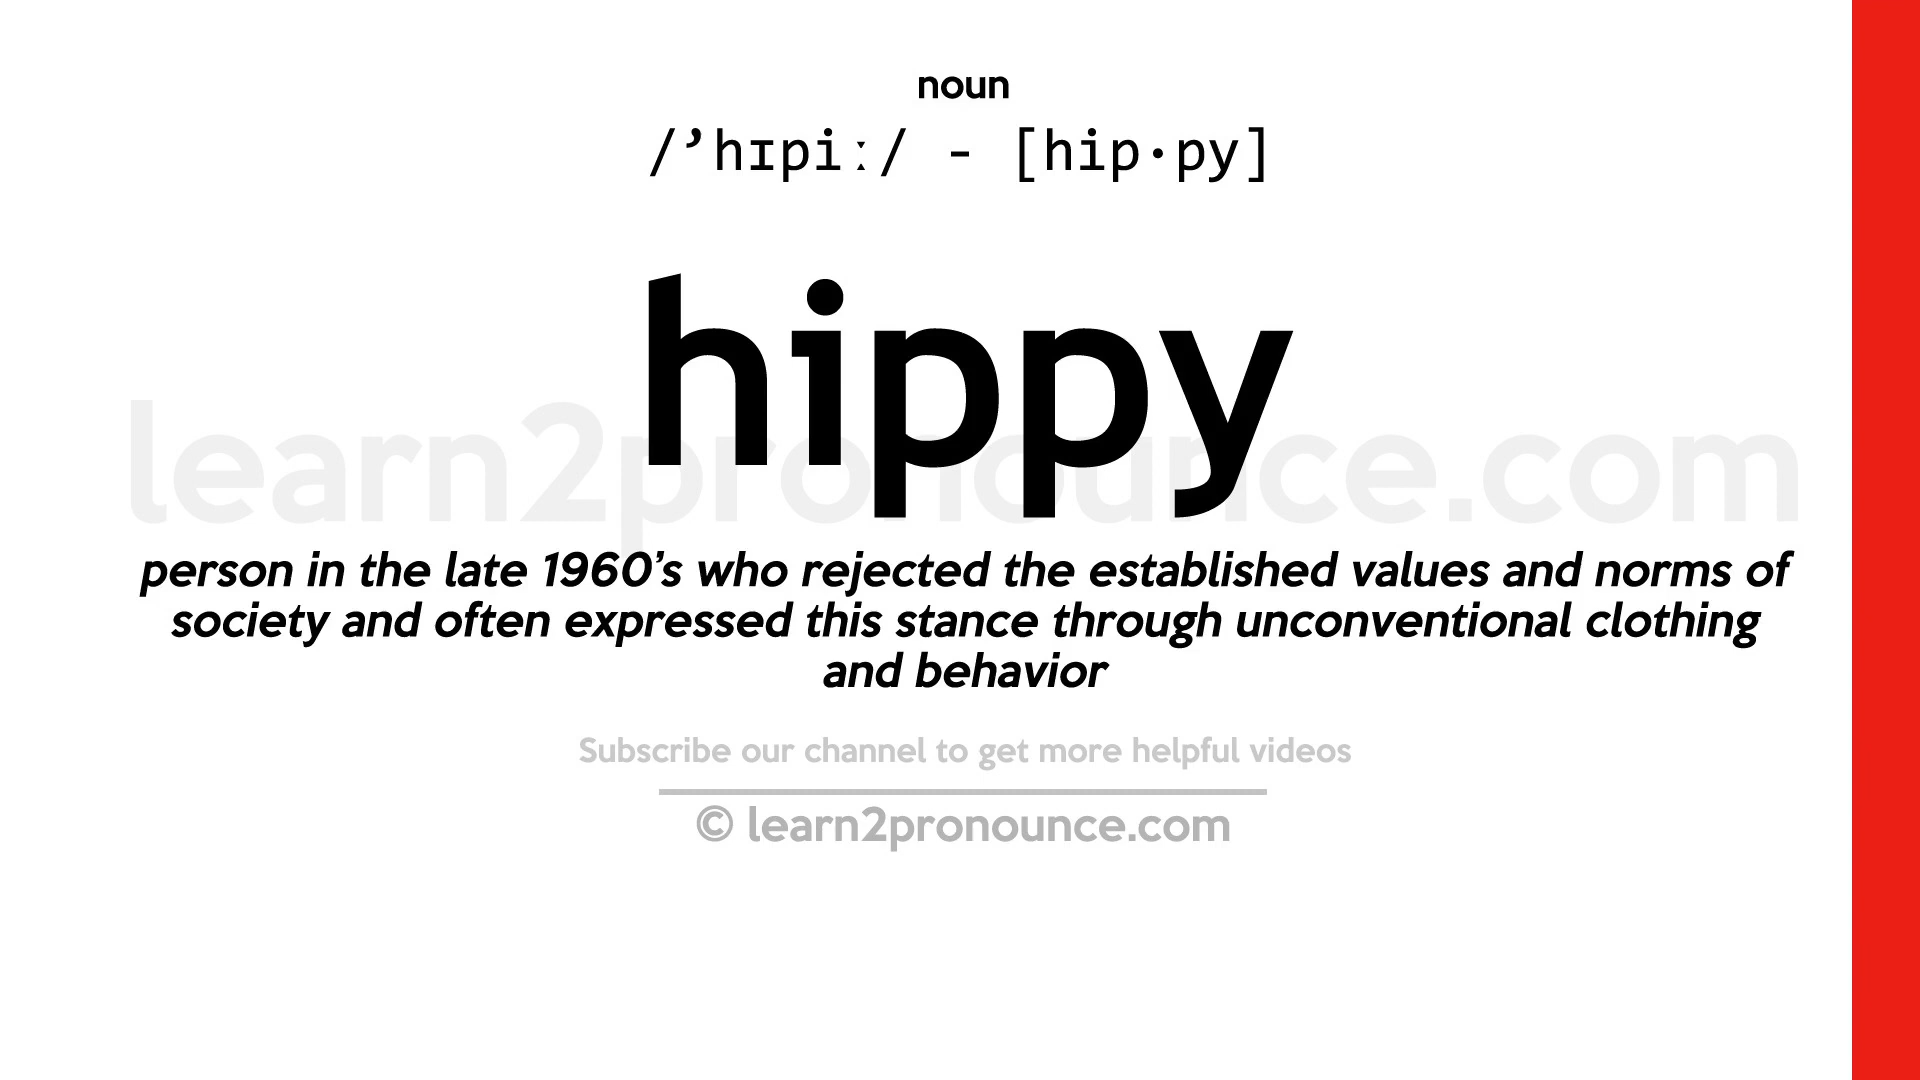 noun
/’hɪpiː/ - [hip·py]
hippy
learn2pronounce.com
person in the late 1960’s who rejected the established values and norms of
society and often expressed this stance through unconventional clothing
and behavior
Subscribe our channel to get more helpful videos
© learn2pronounce.com